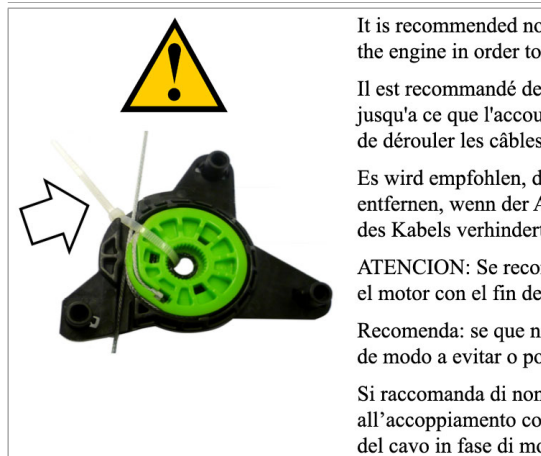 It is recommended no
the engine in order to
Il est recommandé de
jusqu'a ce que l'accou
de dérouler les câbles
Es wird empfohlen, d
entfernen, wenn der A
des Kabels verhindert
ATENCION: Se reco
el motor con el fin de
Recomenda: se que n
de modo a evitar o po
Si raccomanda di non
all’accoppiamento co
del cavo in fase di mo